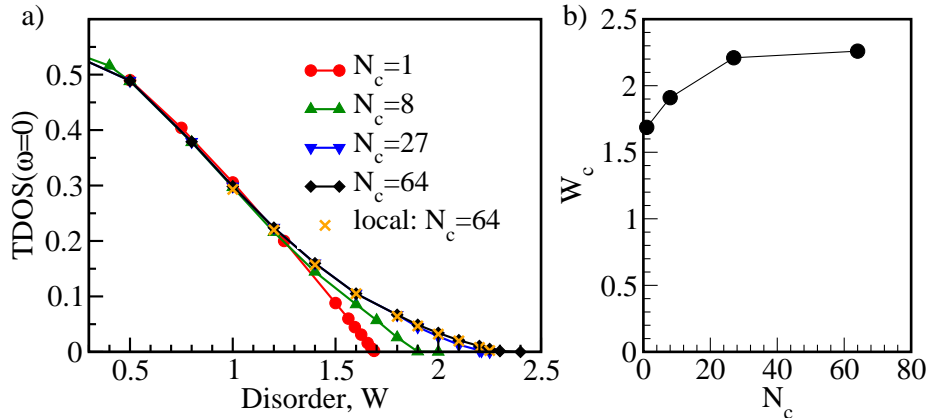 a)
TDOS(ω=0)
0.5
0.4
0.3
0.2
0.1
0
0.5
1
1.5
2
2.5
Disorder, W
N_c=1
N_c=8
N_c=27
N_c=64
local: N_c=64
b)
W_c
2.5
2
1.5
1
0.5
0
0
20
40
60
80
N_c